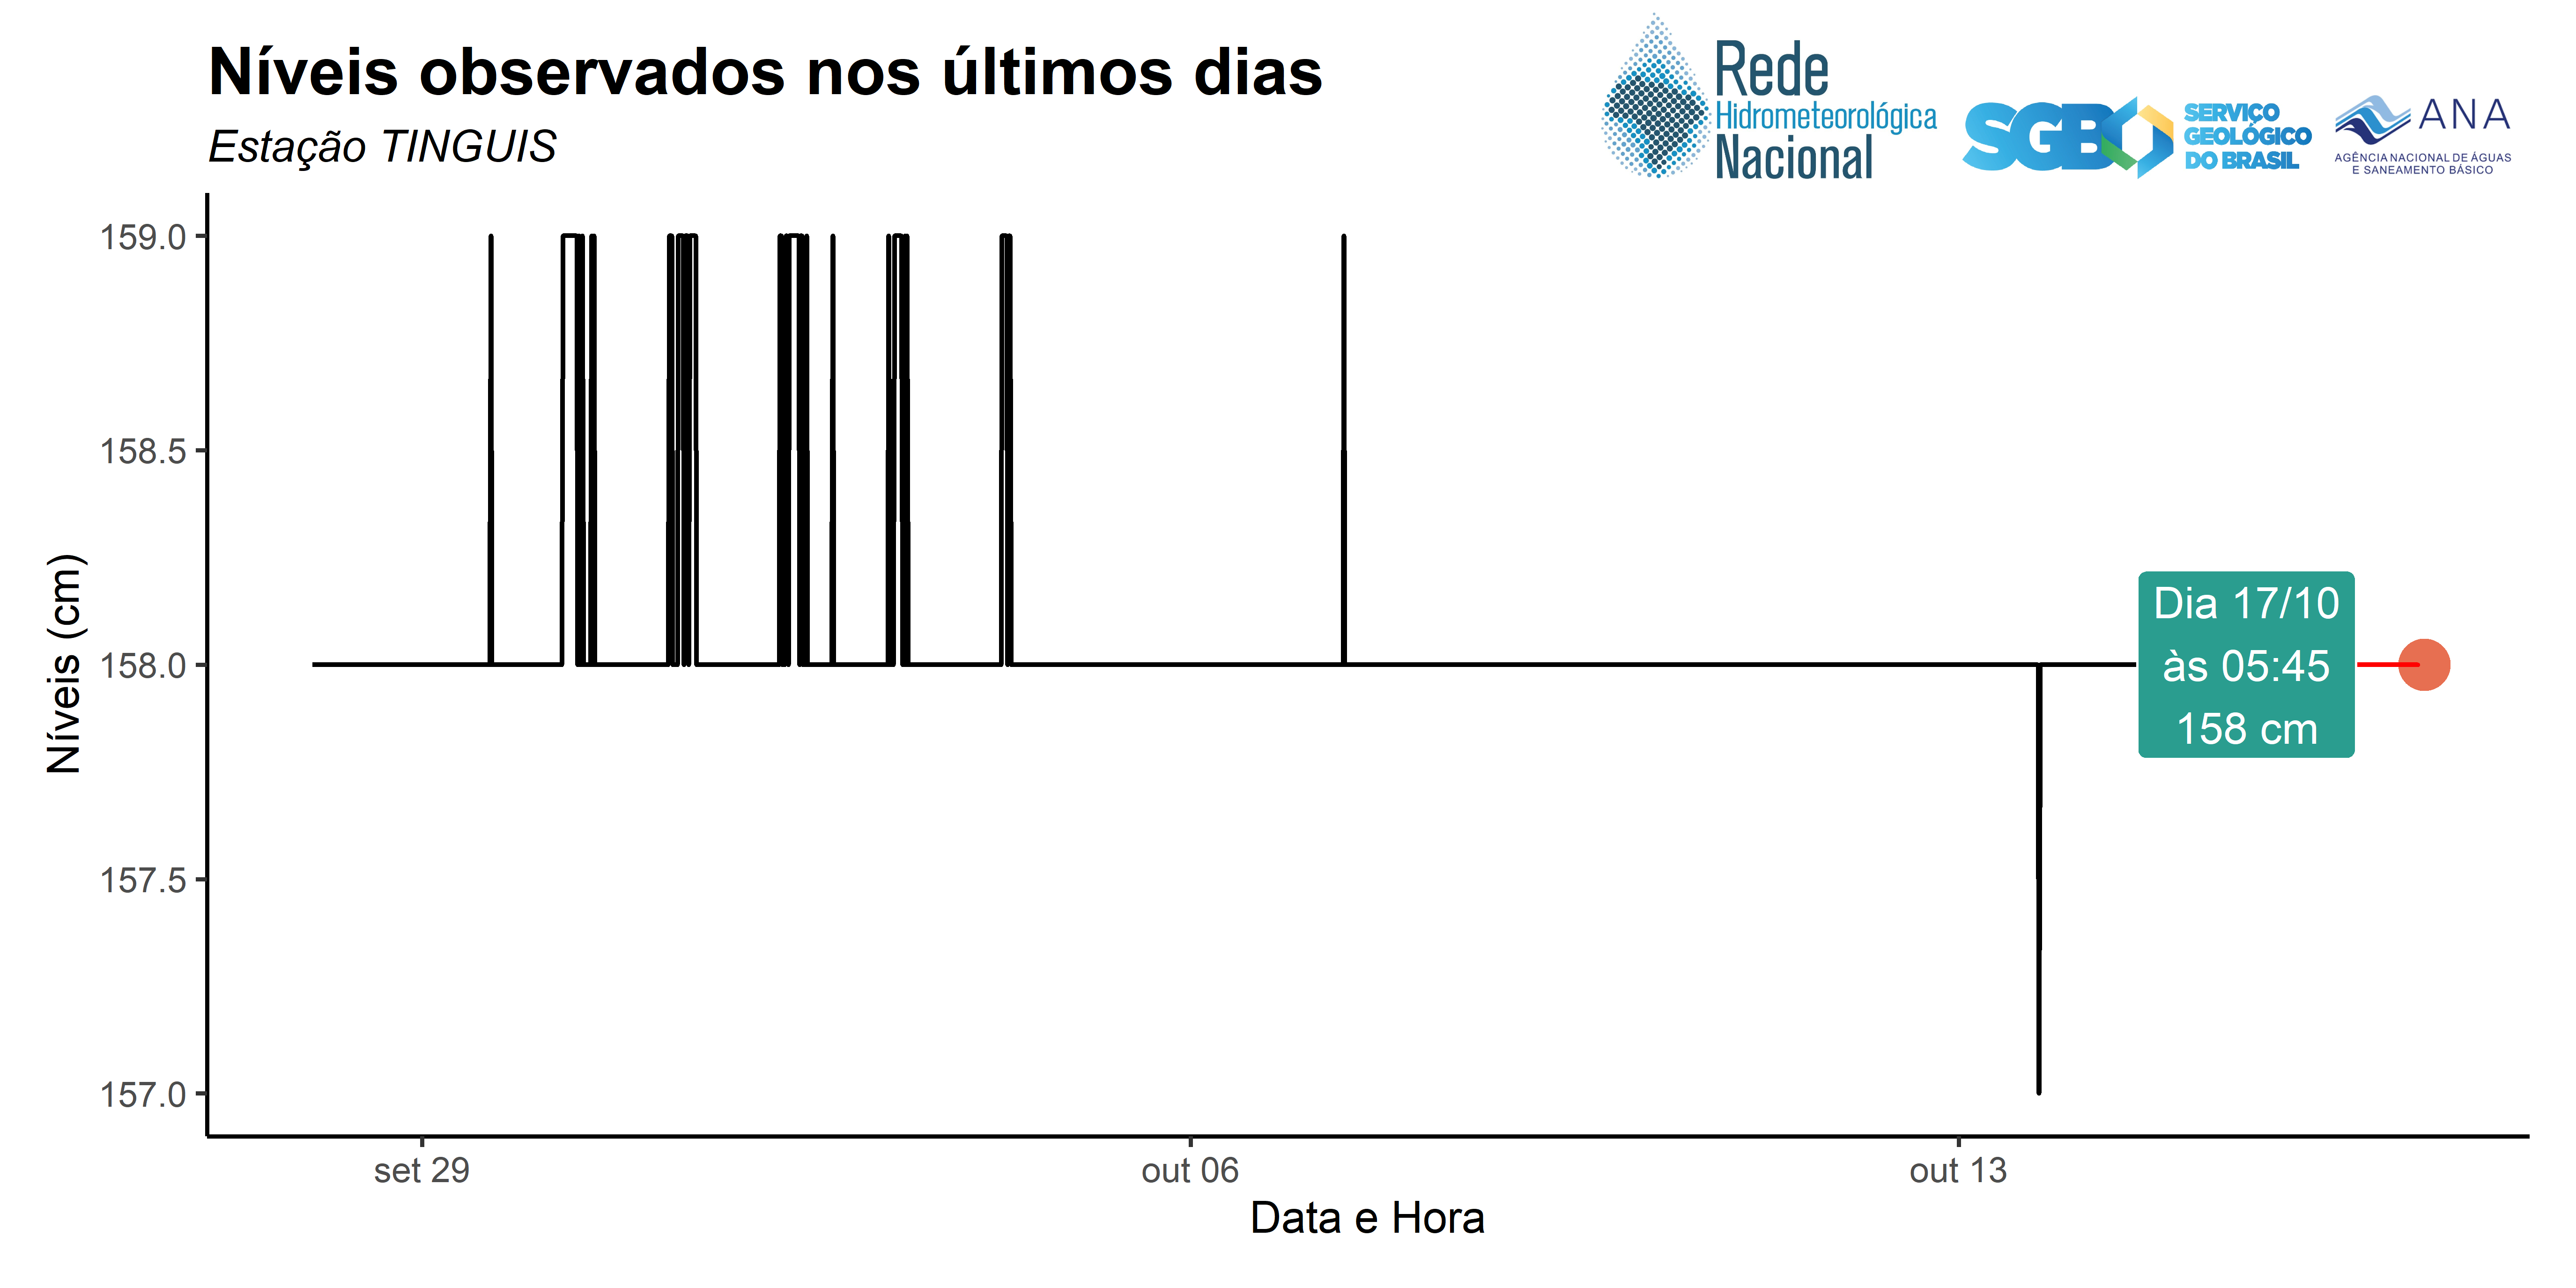 Níveis observados nos últimos dias
Estação TINGUIS
Rede
Hidrometeorológica
Nacional
SGB
SERVIÇO
GEOLÓGICO
DO BRASIL
ANA
AGÊNCIA NACIONAL DE ÁGUAS
E SANEAMENTO BÁSICO
Níveis (cm)
159.0
158.5
158.0
157.5
157.0
Dia 17/10
às 05:45
158 cm
set 29
out 06
out 13
Data e Hora